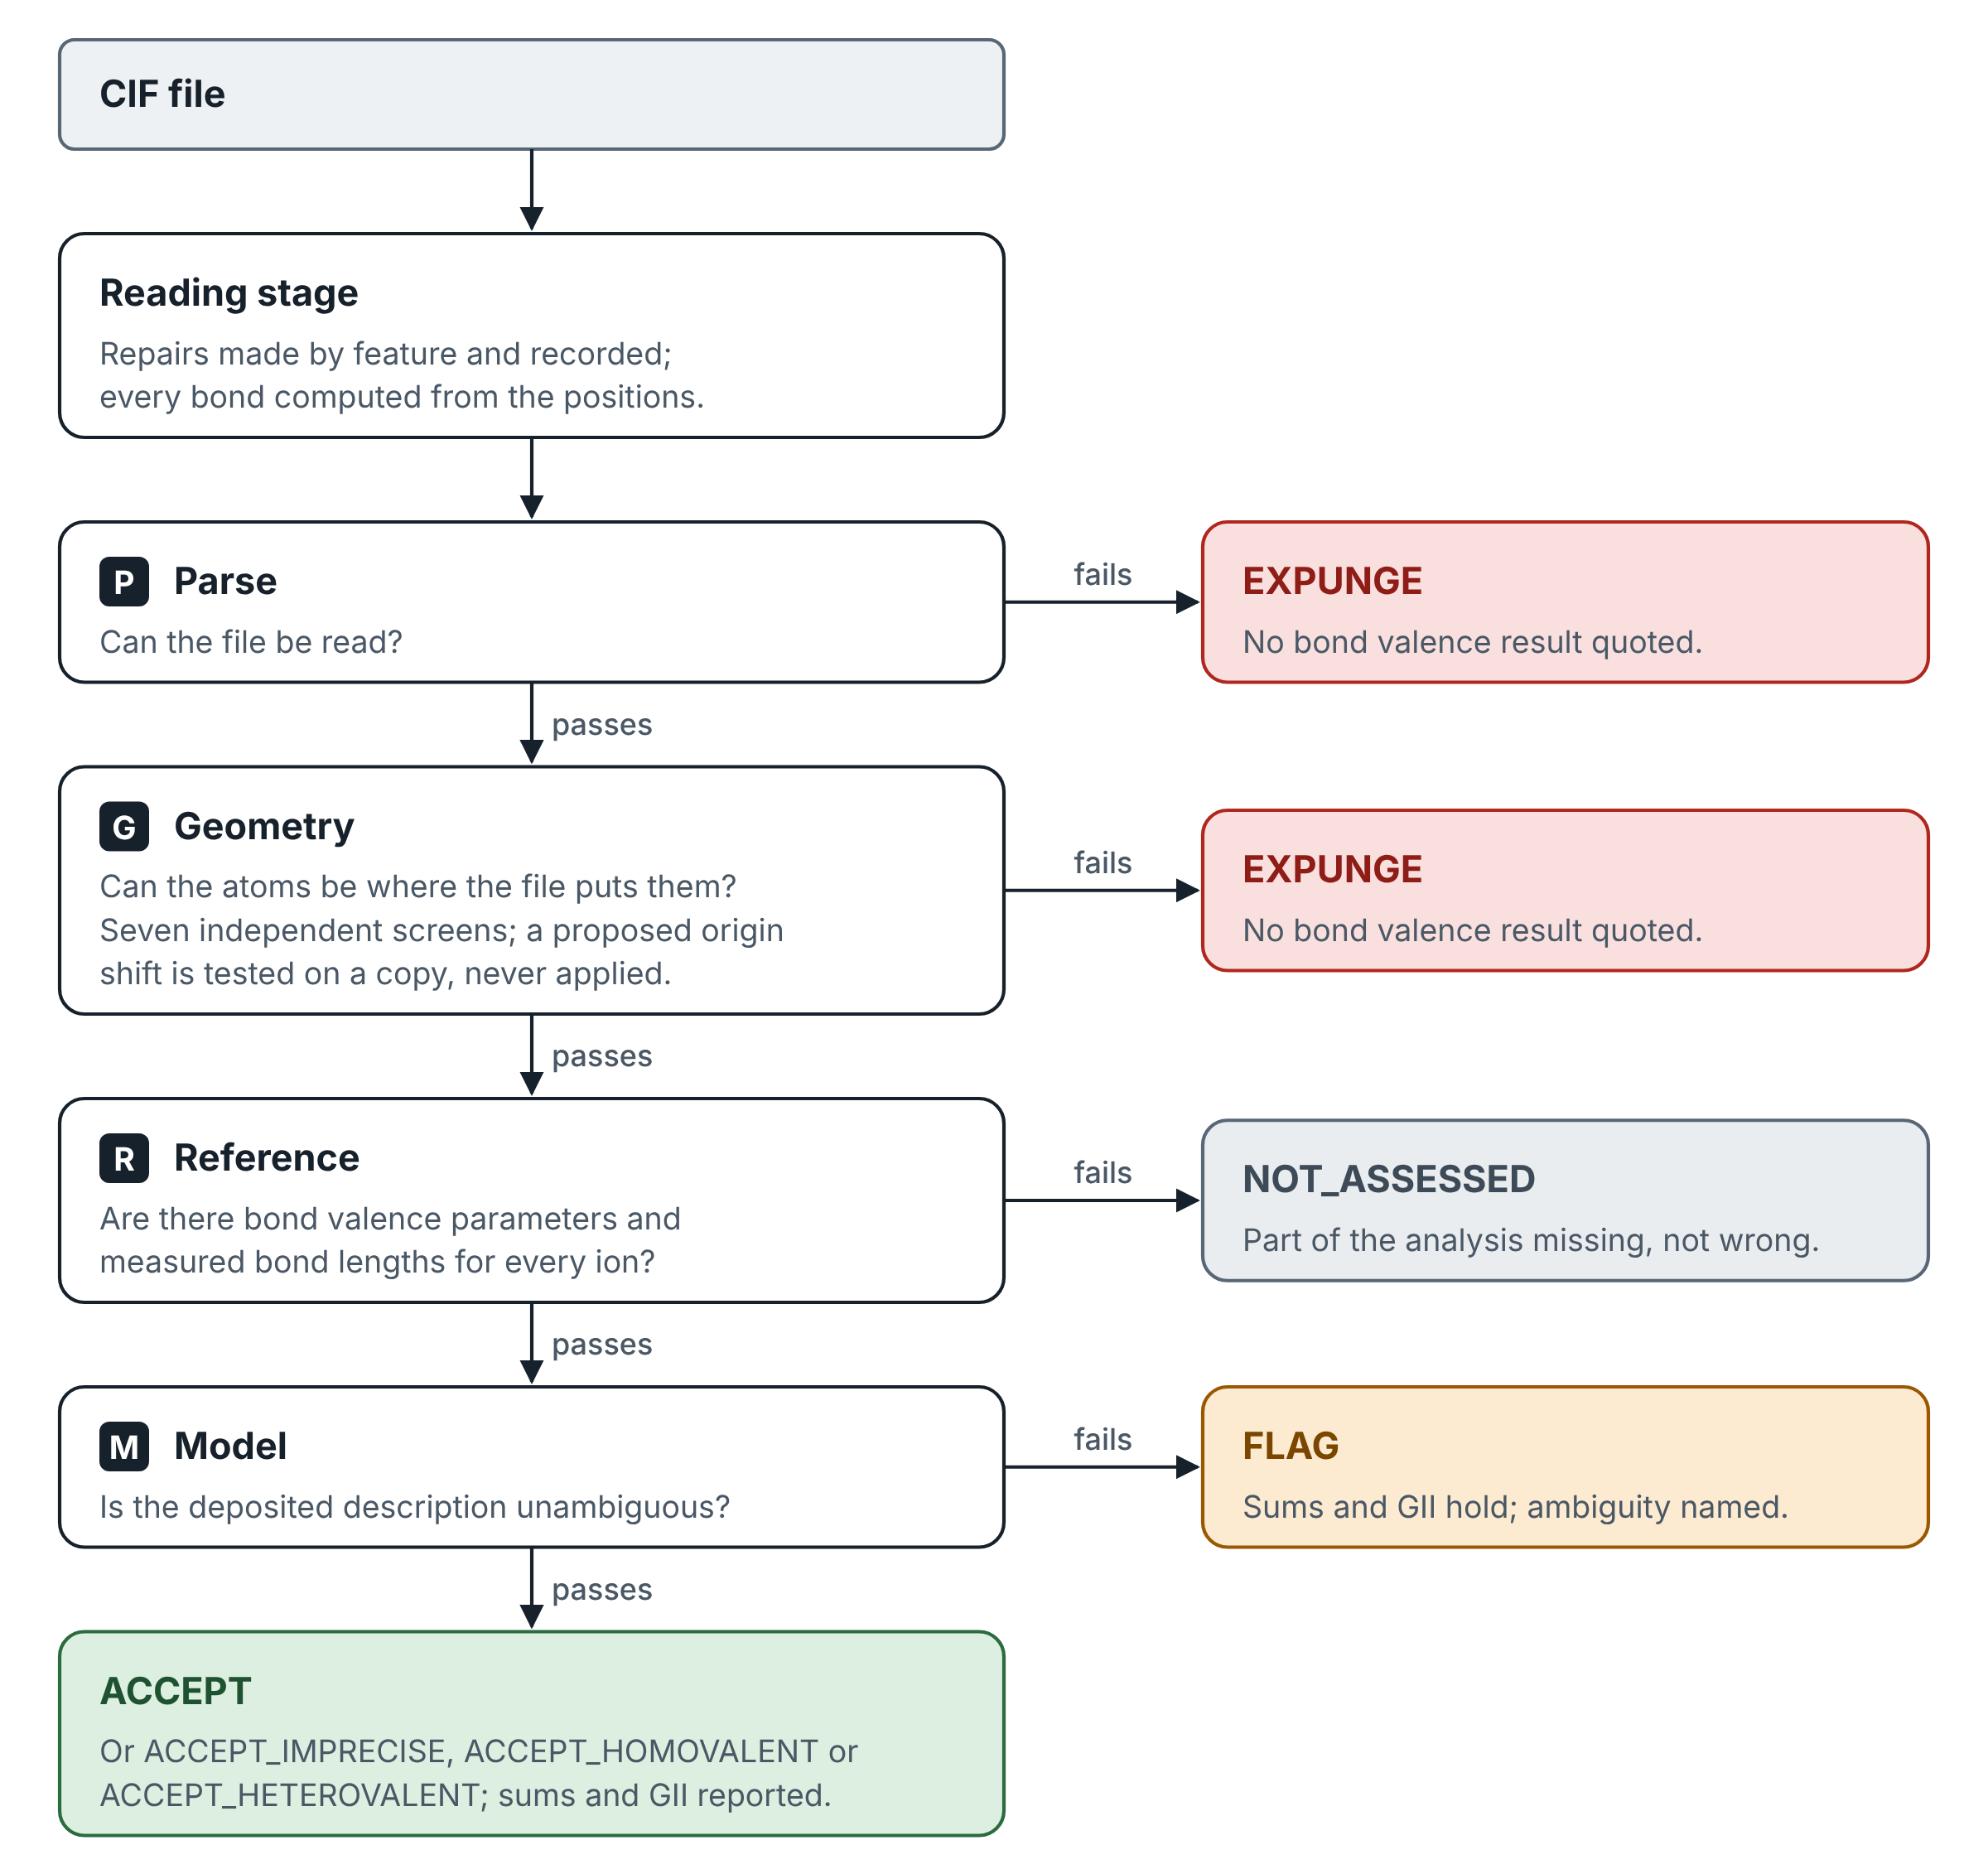 CIF file
Reading stage
Repairs made by feature and recorded;
every bond computed from the positions.
P Parse
Can the file be read?
fails
EXPUNGE
No bond valence result quoted.
passes
G Geometry
Can the atoms be where the file puts them?
Seven independent screens; a proposed origin
shift is tested on a copy, never applied.
fails
EXPUNGE
No bond valence result quoted.
passes
R Reference
Are there bond valence parameters and
measured bond lengths for every ion?
fails
NOT_ASSESSED
Part of the analysis missing, not wrong.
passes
M Model
Is the deposited description unambiguous?
fails
FLAG
Sums and GII hold; ambiguity named.
passes
ACCEPT
Or ACCEPT_IMPRECISE, ACCEPT_HOMOVALENT or
ACCEPT_HETEROVALENT; sums and GII reported.